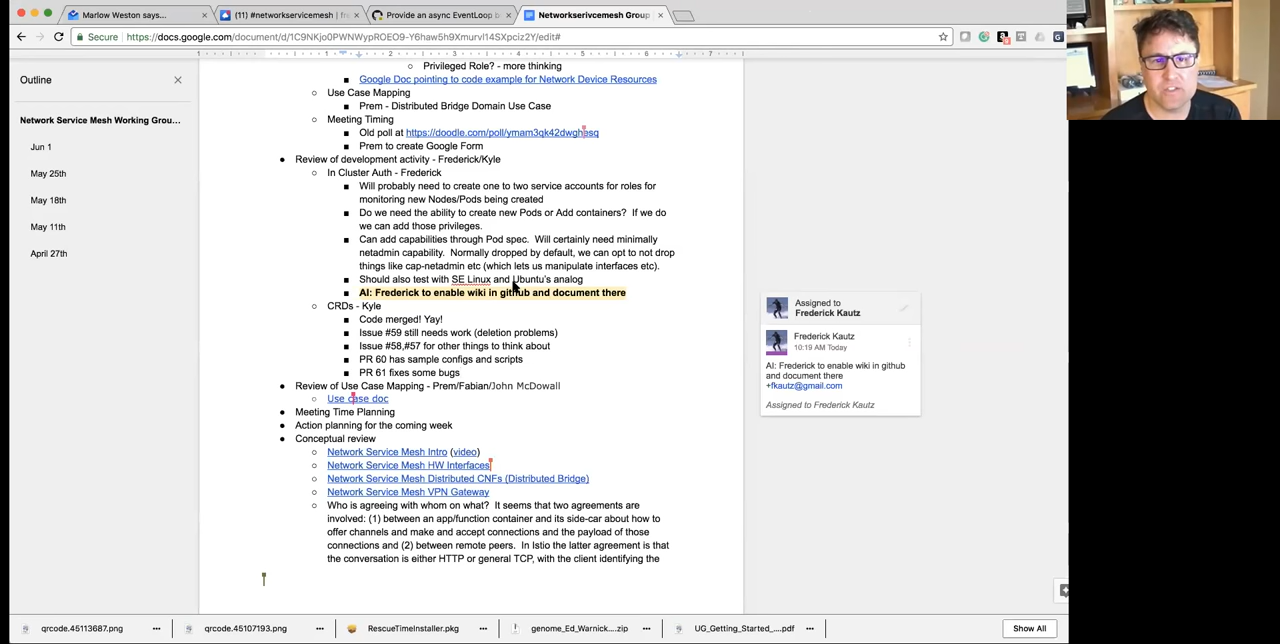 Marlow Weston says...
(11) #networkservicemesh | fre
Provide an async EventLoop b
Networkserivcemesh Group
Secure
https://docs.google.com/document/d/1C9NKjo0PWNWypROEO9-Y6haw5h9Xmurvl14SXpciz2Y/edit#
Outline
Network Service Mesh Working Grou...
Jun 1
May 25th
May 18th
May 11th
April 27th
1 2 3 4 5 6 7
Privileged Role? - more thinking
Google Doc pointing to code example for Network Device Resources
Use Case Mapping
Prem - Distributed Bridge Domain Use Case
Meeting Timing
Old poll at https://doodle.com/poll/ymam3qk42dwghesq
Prem to create Google Form
Review of development activity - Frederick/Kyle
In Cluster Auth - Frederick
Will probably need to create one to two service accounts for roles for
monitoring new Nodes/Pods being created
Do we need the ability to create new Pods or Add containers? If we do
we can add those privileges.
Can add capabilities through Pod spec. Will certainly need minimally
netadmin capability. Normally dropped by default, we can opt to not drop
things like cap-netadmin etc (which lets us manipulate interfaces etc).
Should also test with SE Linux and Ubuntu's analog
AI: Frederick to enable wiki in github and document there
CRDs - Kyle
Code merged! Yay!
Issue #59 still needs work (deletion problems)
Issue #58,#57 for other things to think about
PR 60 has sample configs and scripts
PR 61 fixes some bugs
Review of Use Case Mapping - Prem/Fabian/John McDowall
Use case doc
Meeting Time Planning
Action planning for the coming week
Conceptual review
Network Service Mesh Intro (video)
Network Service Mesh HW Interfaces
Network Service Mesh Distributed CNFs (Distributed Bridge)
Network Service Mesh VPN Gateway
Who is agreeing with whom on what? It seems that two agreements are
involved: (1) between an app/function container and its side-car about how to
offer channels and make and accept connections and the payload of those
connections and (2) between remote peers. In Istio the latter agreement is that
the conversation is either HTTP or general TCP, with the client identifying the
Assigned to
Frederick Kautz
Frederick Kautz
10:19 AM Today
AI: Frederick to enable wiki in github
and document there
+fkautz@gmail.com
Assigned to Frederick Kautz
qrcode.45113687.png
qrcode.45107193.png
RescueTimeInstaller.pkg
genome_Ed_Warnick....zip
UG_Getting_Started_....pdf
Show All